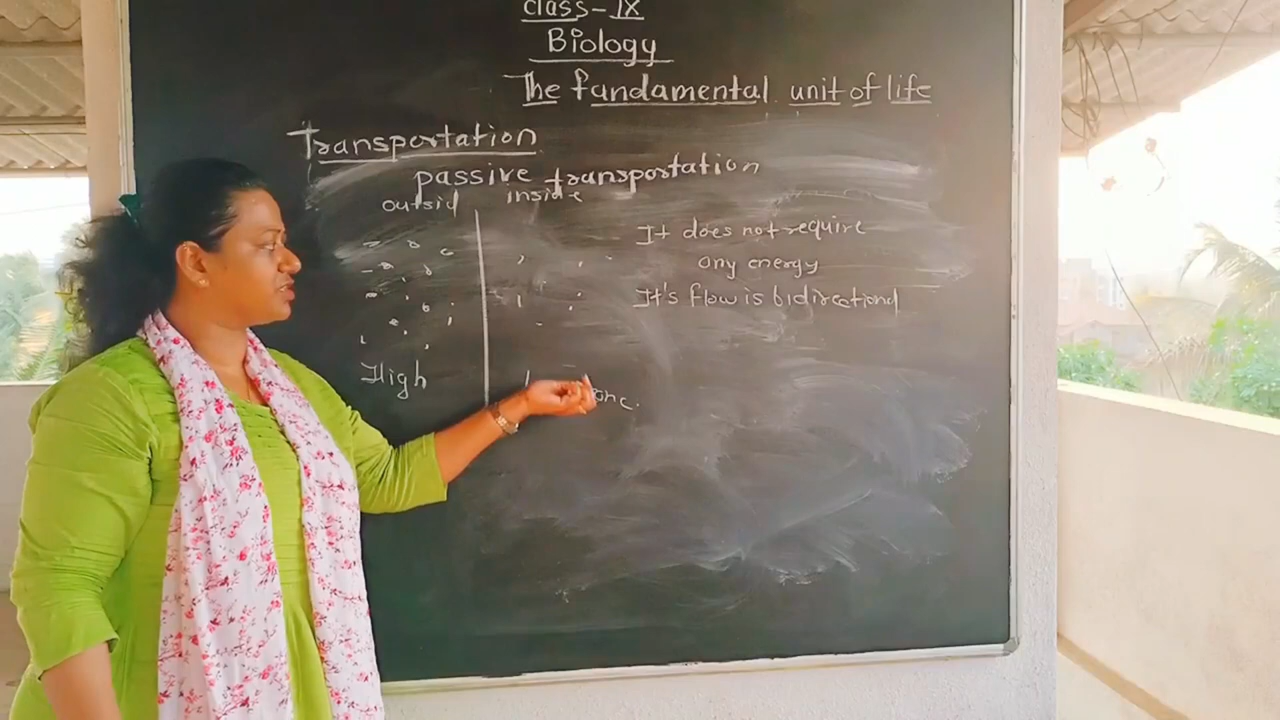 class-IX
Biology
The fundamental unit of life
Transportation
passive transportation
outsid inside
It does not require
any energy
It's flow is bidirectional
High